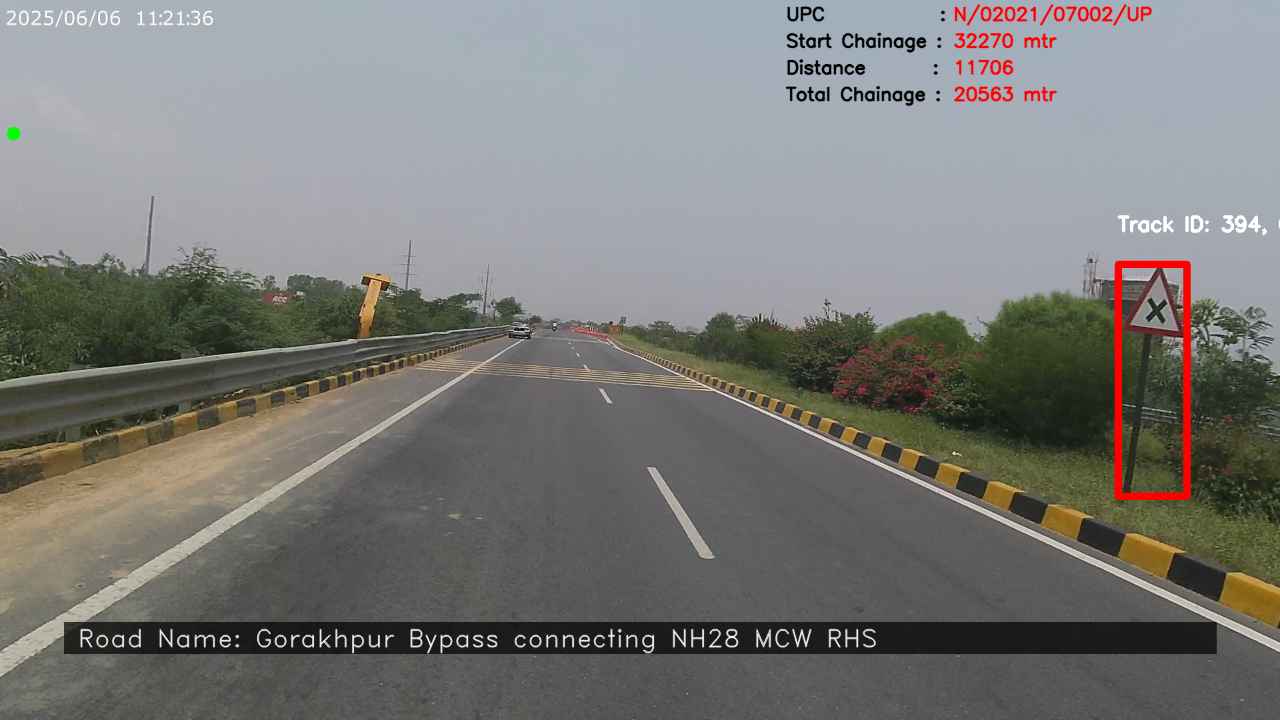 2025/06/06 11:21:36
UPC : N/02021/07002/UP
Start Chainage : 32270 mtr
Distance : 11706
Total Chainage : 20563 mtr
Track ID: 394,
ACC
Road Name: Gorakhpur Bypass connecting NH28 MCW RHS